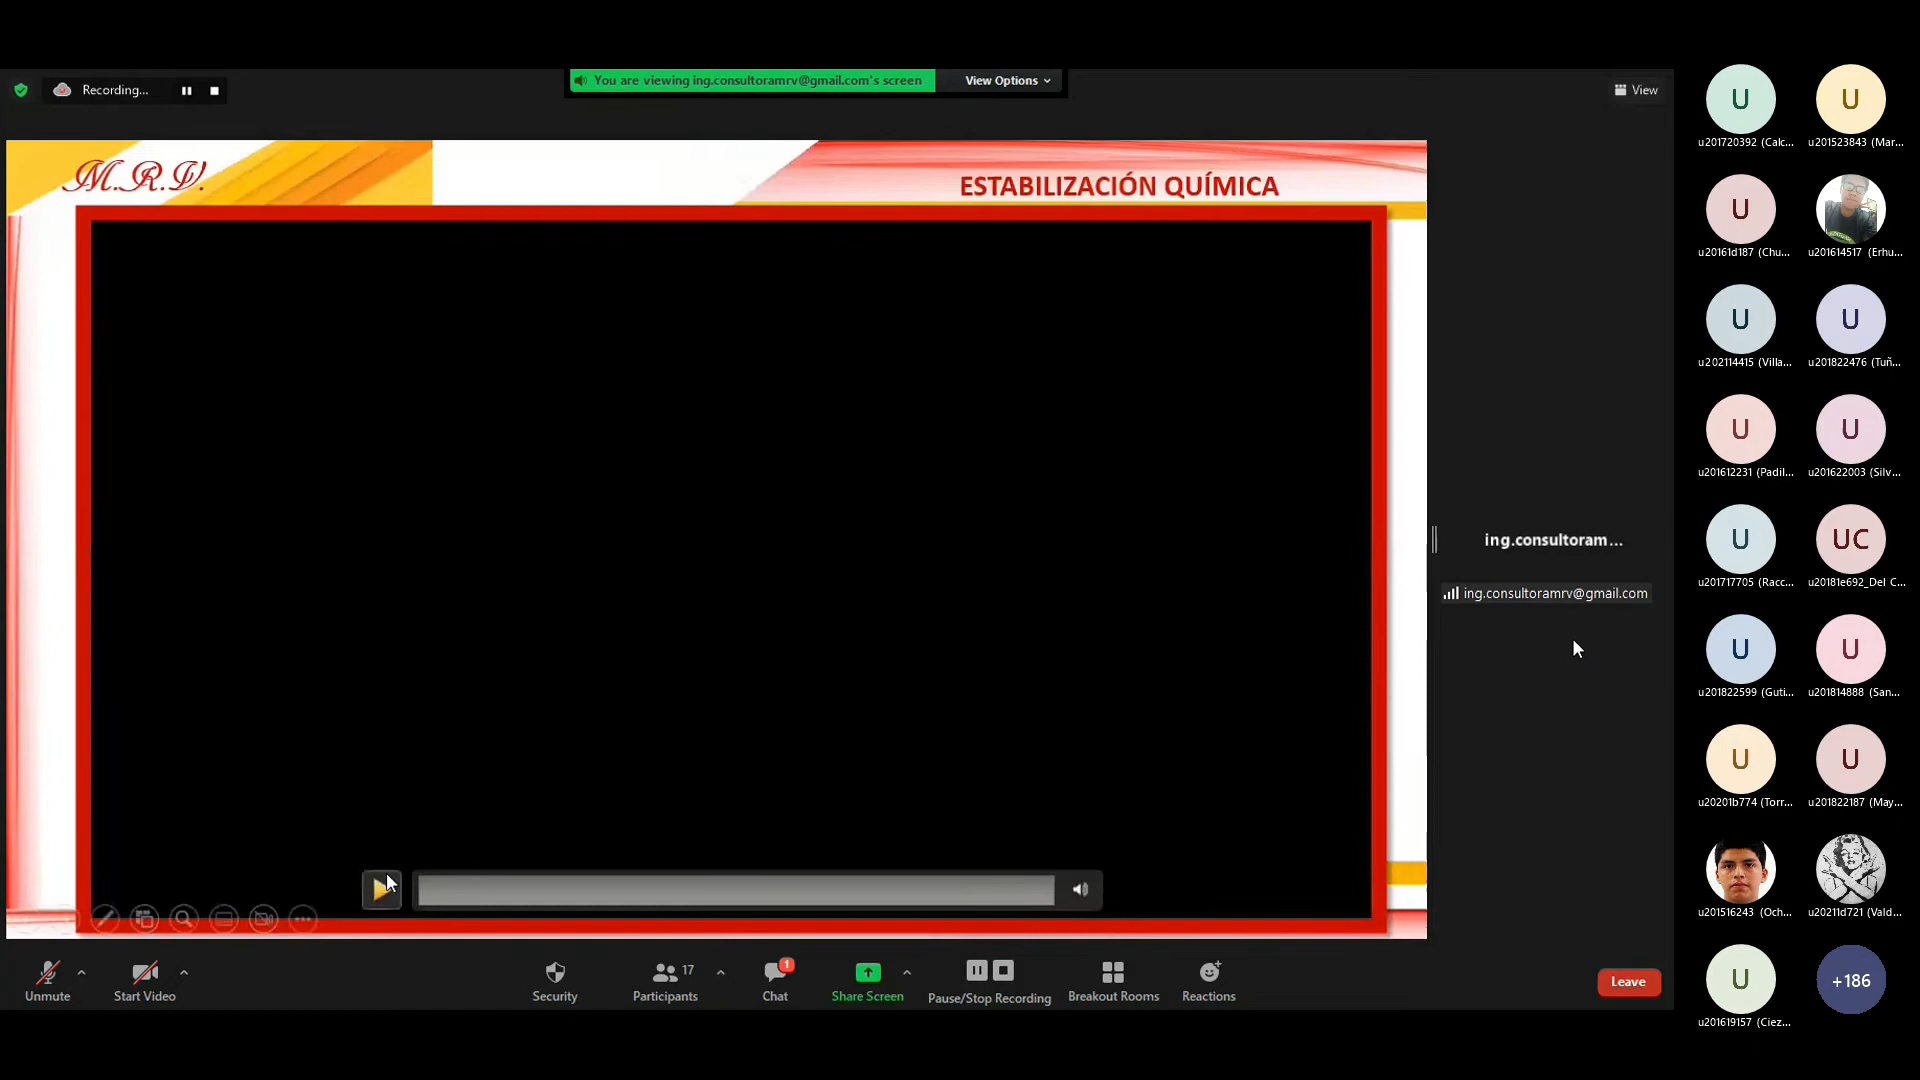 Recording...
You are viewing ing.consultoramrv@gmail.com's screen
View Options
View
M.R.V.
ESTABILIZACIÓN QUÍMICA
ing.consultoram...
ing.consultoramrv@gmail.com
Unmute
Start Video
Security
17
Participants
1
Chat
Share Screen
Pause/Stop Recording
Breakout Rooms
Reactions
Leave
U
u201720392 (Calc...
U
u201523843 (Mar...
U
u20161d187 (Chu...
u201614517 (Erhu...
U
u202114415 (Villa...
U
u201822476 (Tuñ...
U
u201612231 (Padil...
U
u201622003 (Silv...
U
u201717705 (Racc...
UC
u20181e692_Del C...
U
u201822599 (Guti...
U
u201814888 (San...
U
u20201b774 (Torr...
U
u201822187 (May...
u201516243 (Och...
u20211d721 (Vald...
U
u201619157 (Ciez...
+186